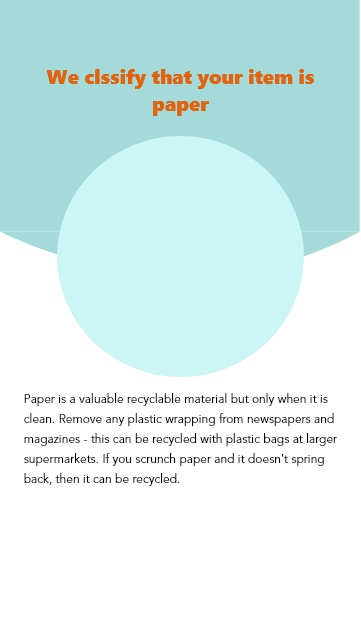 We clssify that your item is
paper
Paper is a valuable recyclable material but only when it is
clean. Remove any plastic wrapping from newspapers and
magazines - this can be recycled with plastic bags at larger
supermarkets. If you scrunch paper and it doesn't spring
back, then it can be recycled.